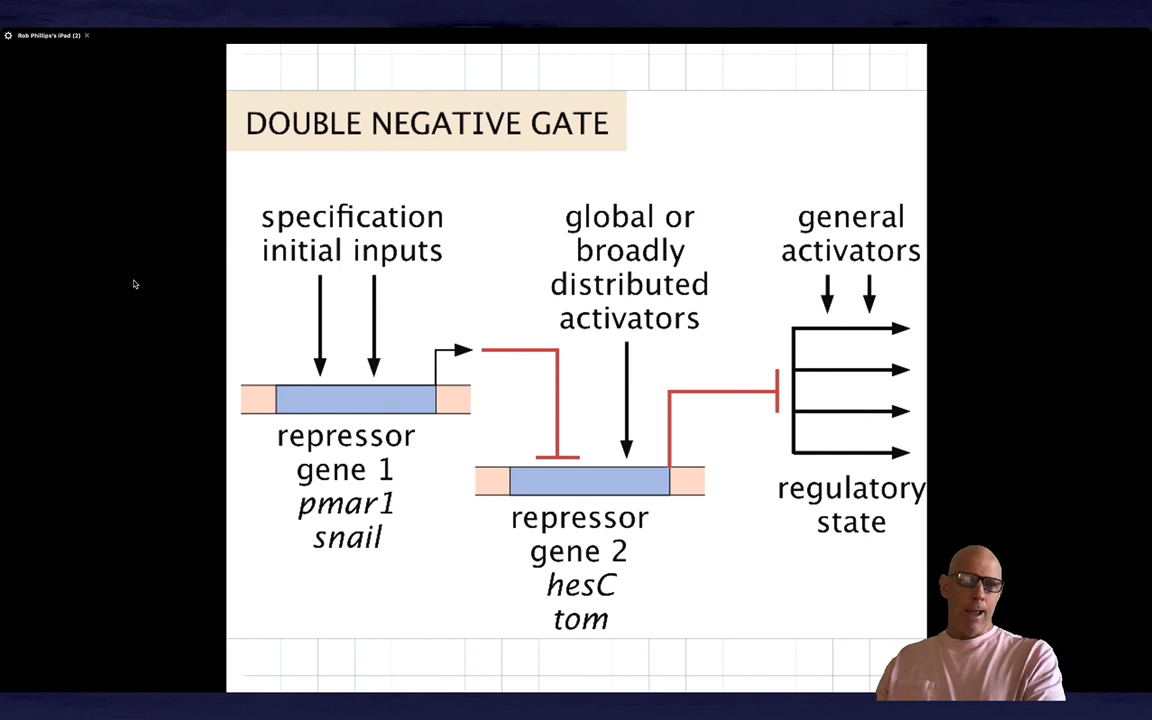 Rob Phillips's iPad (2)
DOUBLE NEGATIVE GATE
specification
initial inputs
global or
broadly
distributed
activators
general
activators
repressor
gene 1
pmar1
snail
repressor
gene 2
hesC
tom
regulatory
state